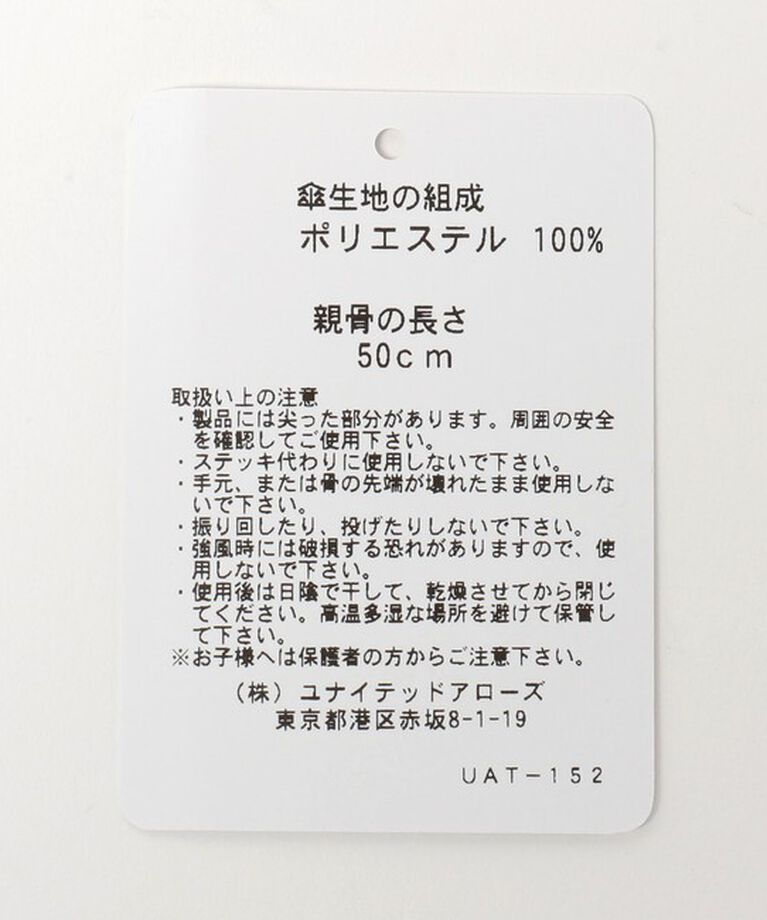 傘生地の組成
ポリエステル 100%
親骨の長さ
50cm
取扱い上の注意
・製品には尖った部分があります。周囲の安全
を確認してご使用下さい。
・ステッキ代わりに使用しないで下さい。
・手元、または骨の先端が壊れたまま使用しな
いで下さい。
・振り回したり、投げたりしないで下さい。
・強風時には破損する恐れがありますので、使
用しないで下さい。
・使用後は日陰で干して、乾燥させてから閉じ
てください。高温多湿な場所を避けて保管し
て下さい。
※お子様へは保護者の方からご注意下さい。
(株)ユナイテッドアローズ
東京都港区赤坂8-1-19
UAT-152